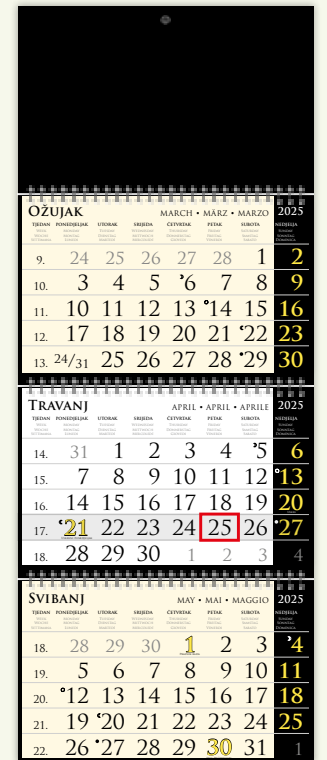 OŽUJAK MARCH • MÄRZ • MARZO 2025
TJEDAN PONEDJELJAK UTORAK SRIJEDA ČETVRTAK PETAK SUBOTA NEDJELJA
9. 24 25 26 27 28 1 2
10. 3 4 5 6 7 8 9
11. 10 11 12 13 14 15 16
12. 17 18 19 20 21 22 23
13. 24/31 25 26 27 28 29 30
TRAVANJ APRIL • APRIL • APRILE 2025
TJEDAN PONEDJELJAK UTORAK SRIJEDA ČETVRTAK PETAK SUBOTA NEDJELJA
14. 31 1 2 3 4 5 6
15. 7 8 9 10 11 12 13
16. 14 15 16 17 18 19 20
17. 21 22 23 24 25 26 27
18. 28 29 30 1 2 3 4
SVIBANJ MAY • MAI • MAGGIO 2025
TJEDAN PONEDJELJAK UTORAK SRIJEDA ČETVRTAK PETAK SUBOTA NEDJELJA
18. 28 29 30 1 2 3 4
19. 5 6 7 8 9 10 11
20. 12 13 14 15 16 17 18
21. 19 20 21 22 23 24 25
22. 26 27 28 29 30 31 1